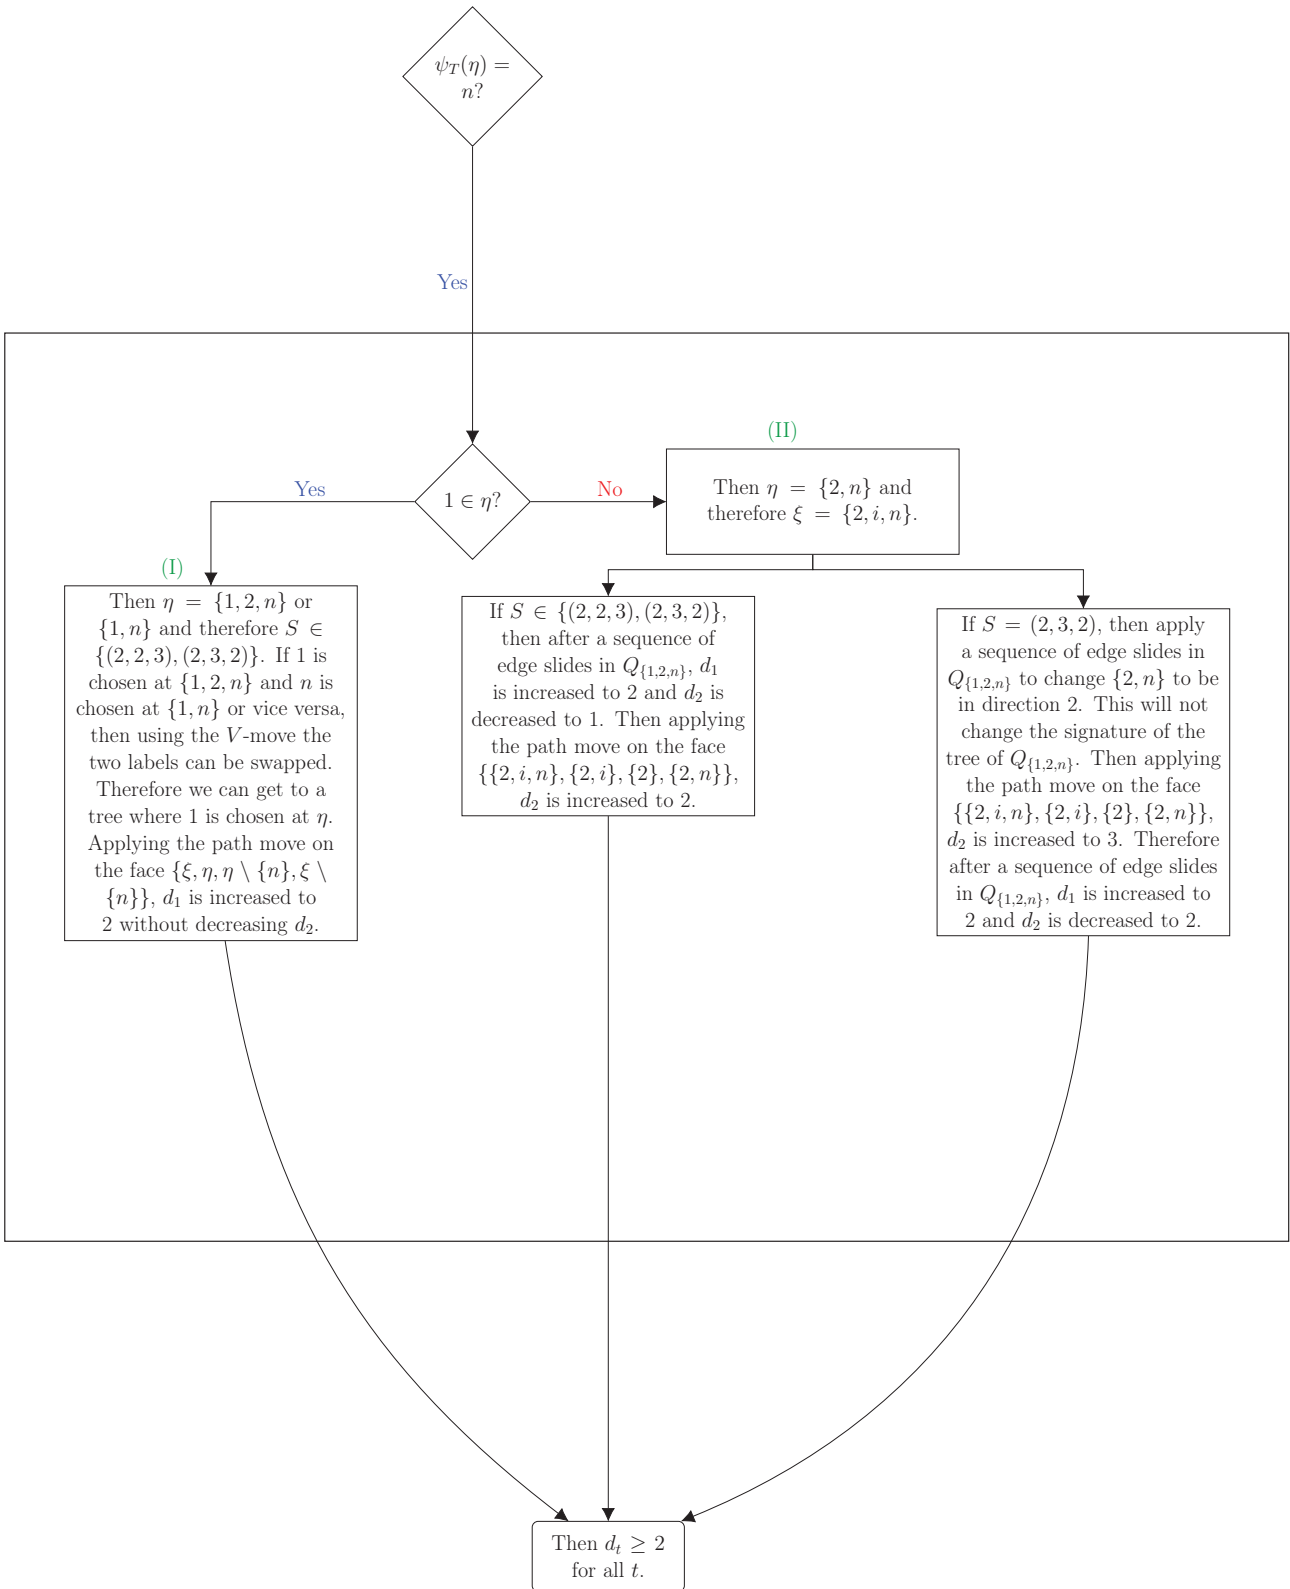 ψ_T(η) =
n?
Yes
(II)
Yes
1 ∈ η?
No
Then η = {2, n} and
therefore ξ = {2, i, n}.
(I)
Then η = {1, 2, n} or
{1, n} and therefore S ∈
{(2, 2, 3), (2, 3, 2)}. If 1 is
chosen at {1, 2, n} and n is
chosen at {1, n} or vice versa,
then using the V-move the
two labels can be swapped.
Therefore we can get to a
tree where 1 is chosen at η.
Applying the path move on
the face {ξ, η, η \ {n}, ξ \
{n}}, d_1 is increased to
2 without decreasing d_2.
If S ∈ {(2, 2, 3), (2, 3, 2)},
then after a sequence of
edge slides in Q_{{1,2,n}}, d_1
is increased to 2 and d_2 is
decreased to 1. Then applying
the path move on the face
{{2, i, n}, {2, i}, {2}, {2, n}},
d_2 is increased to 2.
If S = (2, 3, 2), then apply
a sequence of edge slides in
Q_{{1,2,n}} to change {2, n} to be
in direction 2. This will not
change the signature of the
tree of Q_{{1,2,n}}. Then applying
the path move on the face
{{2, i, n}, {2, i}, {2}, {2, n}},
d_2 is increased to 3. Therefore
after a sequence of edge slides
in Q_{{1,2,n}}, d_1 is increased to
2 and d_2 is decreased to 2.
Then d_t ≥ 2
for all t.